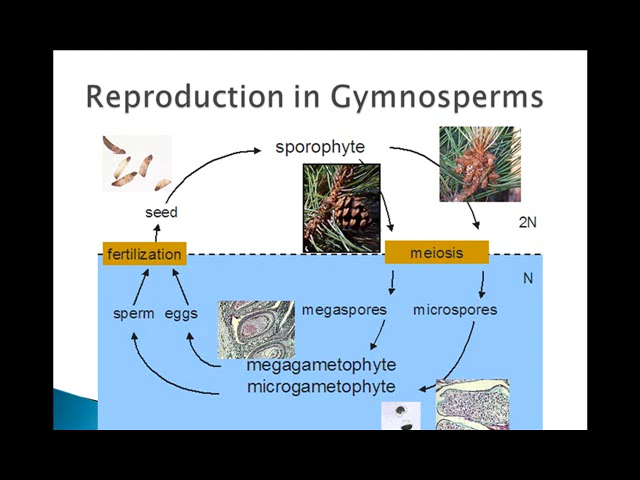 Reproduction in Gymnosperms
sporophyte
seed
2N
fertilization
meiosis
N
sperm eggs
megaspores
microspores
megagametophyte
microgametophyte